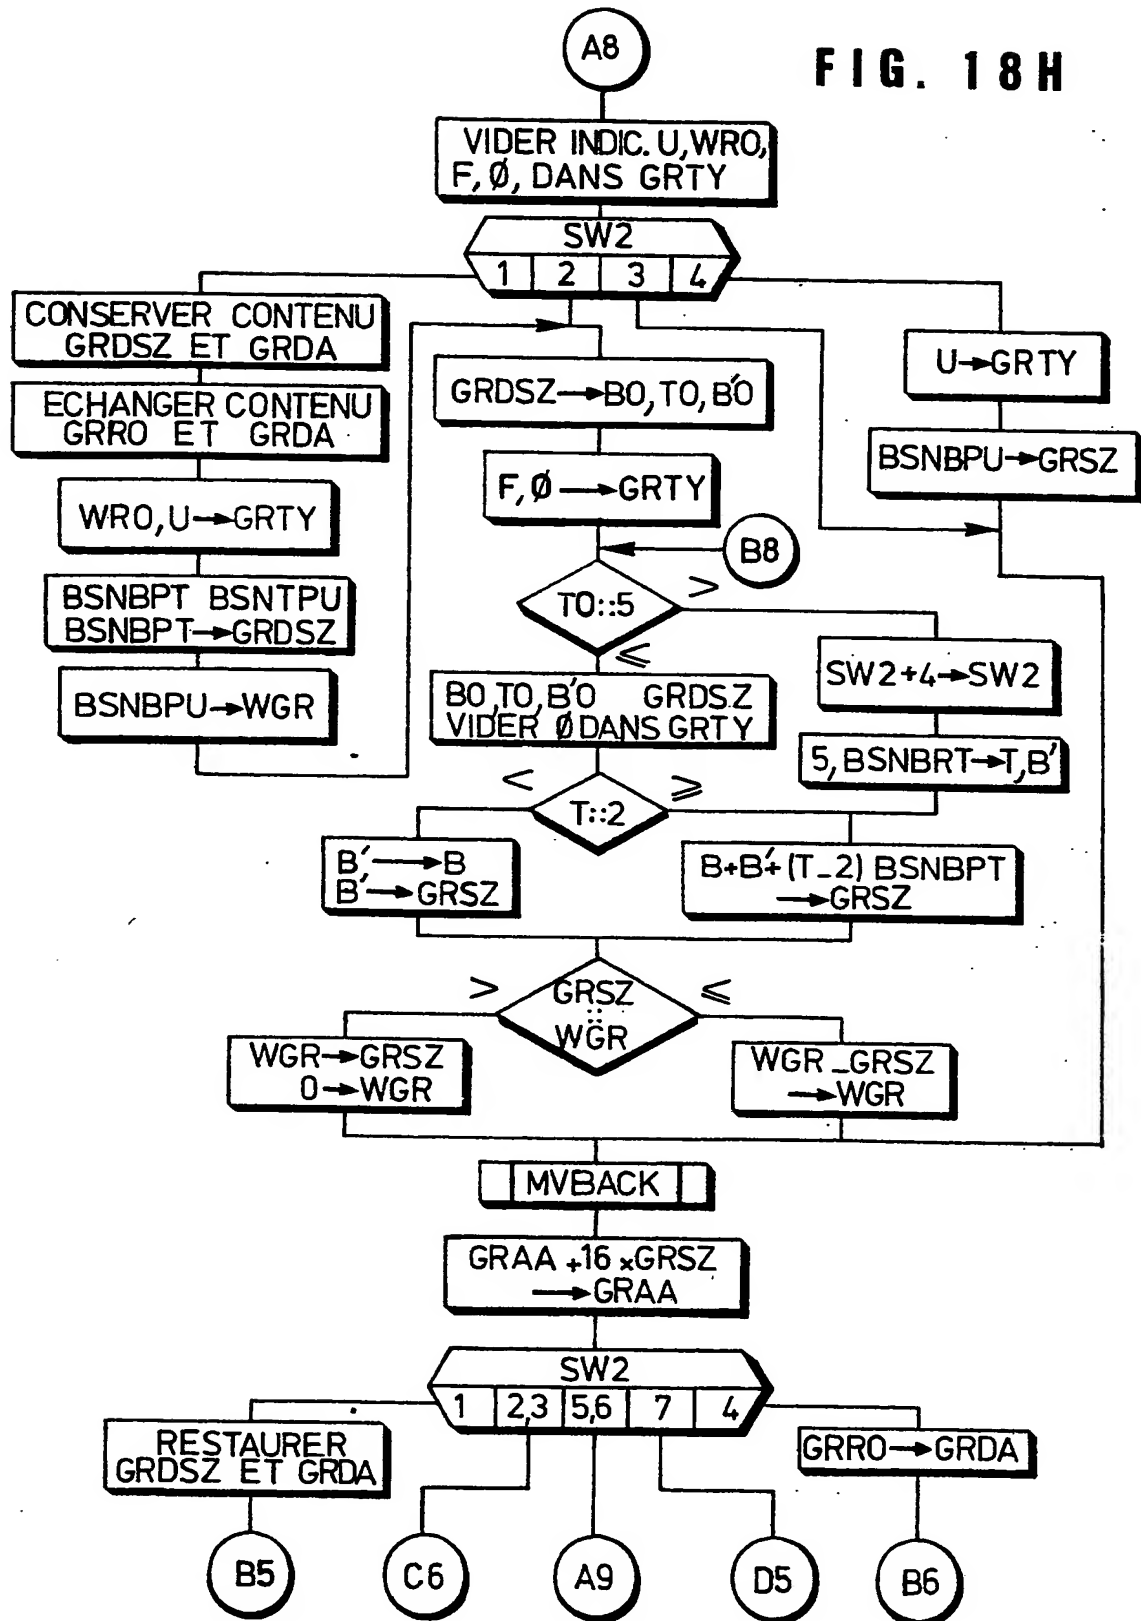 A8
FIG. 18H
VIDER INDIC. U, WRO,
F, Ø, DANS GRTY
SW2
1 2 3 4
CONSERVER CONTENU
GRDSZ ET GRDA
ECHANGER CONTENU
GRRO ET GRDA
WRO, U→GRTY
BSNBPT BSNTPU
BSNBPT→GRDSZ
BSNBPU→WGR
GRDSZ→BO, TO, B'O
F, Ø→GRTY
B8
U→GRTY
BSNBPU→GRSZ
TO::5
>
≤
BO, TO, B'O GRDSZ
VIDER Ø DANS GRTY
SW2+4→SW2
5, BSNBRT→T, B'
<
T::2
≥
B'→B
B'→GRSZ
B+B'+(T-2) BSNBPT
→GRSZ
>
GRSZ
::
WGR
≤
WGR→GRSZ
0→WGR
WGR-GRSZ
→WGR
MVBACK
GRAA +16 ×GRSZ
→GRAA
SW2
1 2,3 5,6 7 4
RESTAURER
GRDSZ ET GRDA
GRRO→GRDA
B5
C6
A9
D5
B6